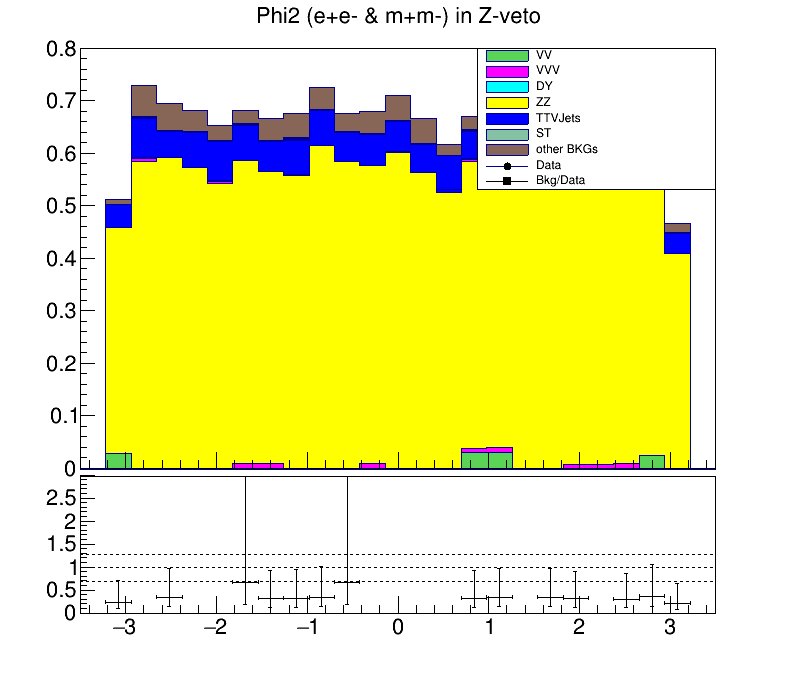 Phi2 (e+e- & m+m-) in Z-veto
0.8
0.7
0.6
0.5
0.4
0.3
0.2
0.1
0
VV
VVV
DY
ZZ
TTVJets
ST
other BKGs
Data
Bkg/Data
2.5
2
1.5
1
0.5
0
−3 −2 −1 0 1 2 3